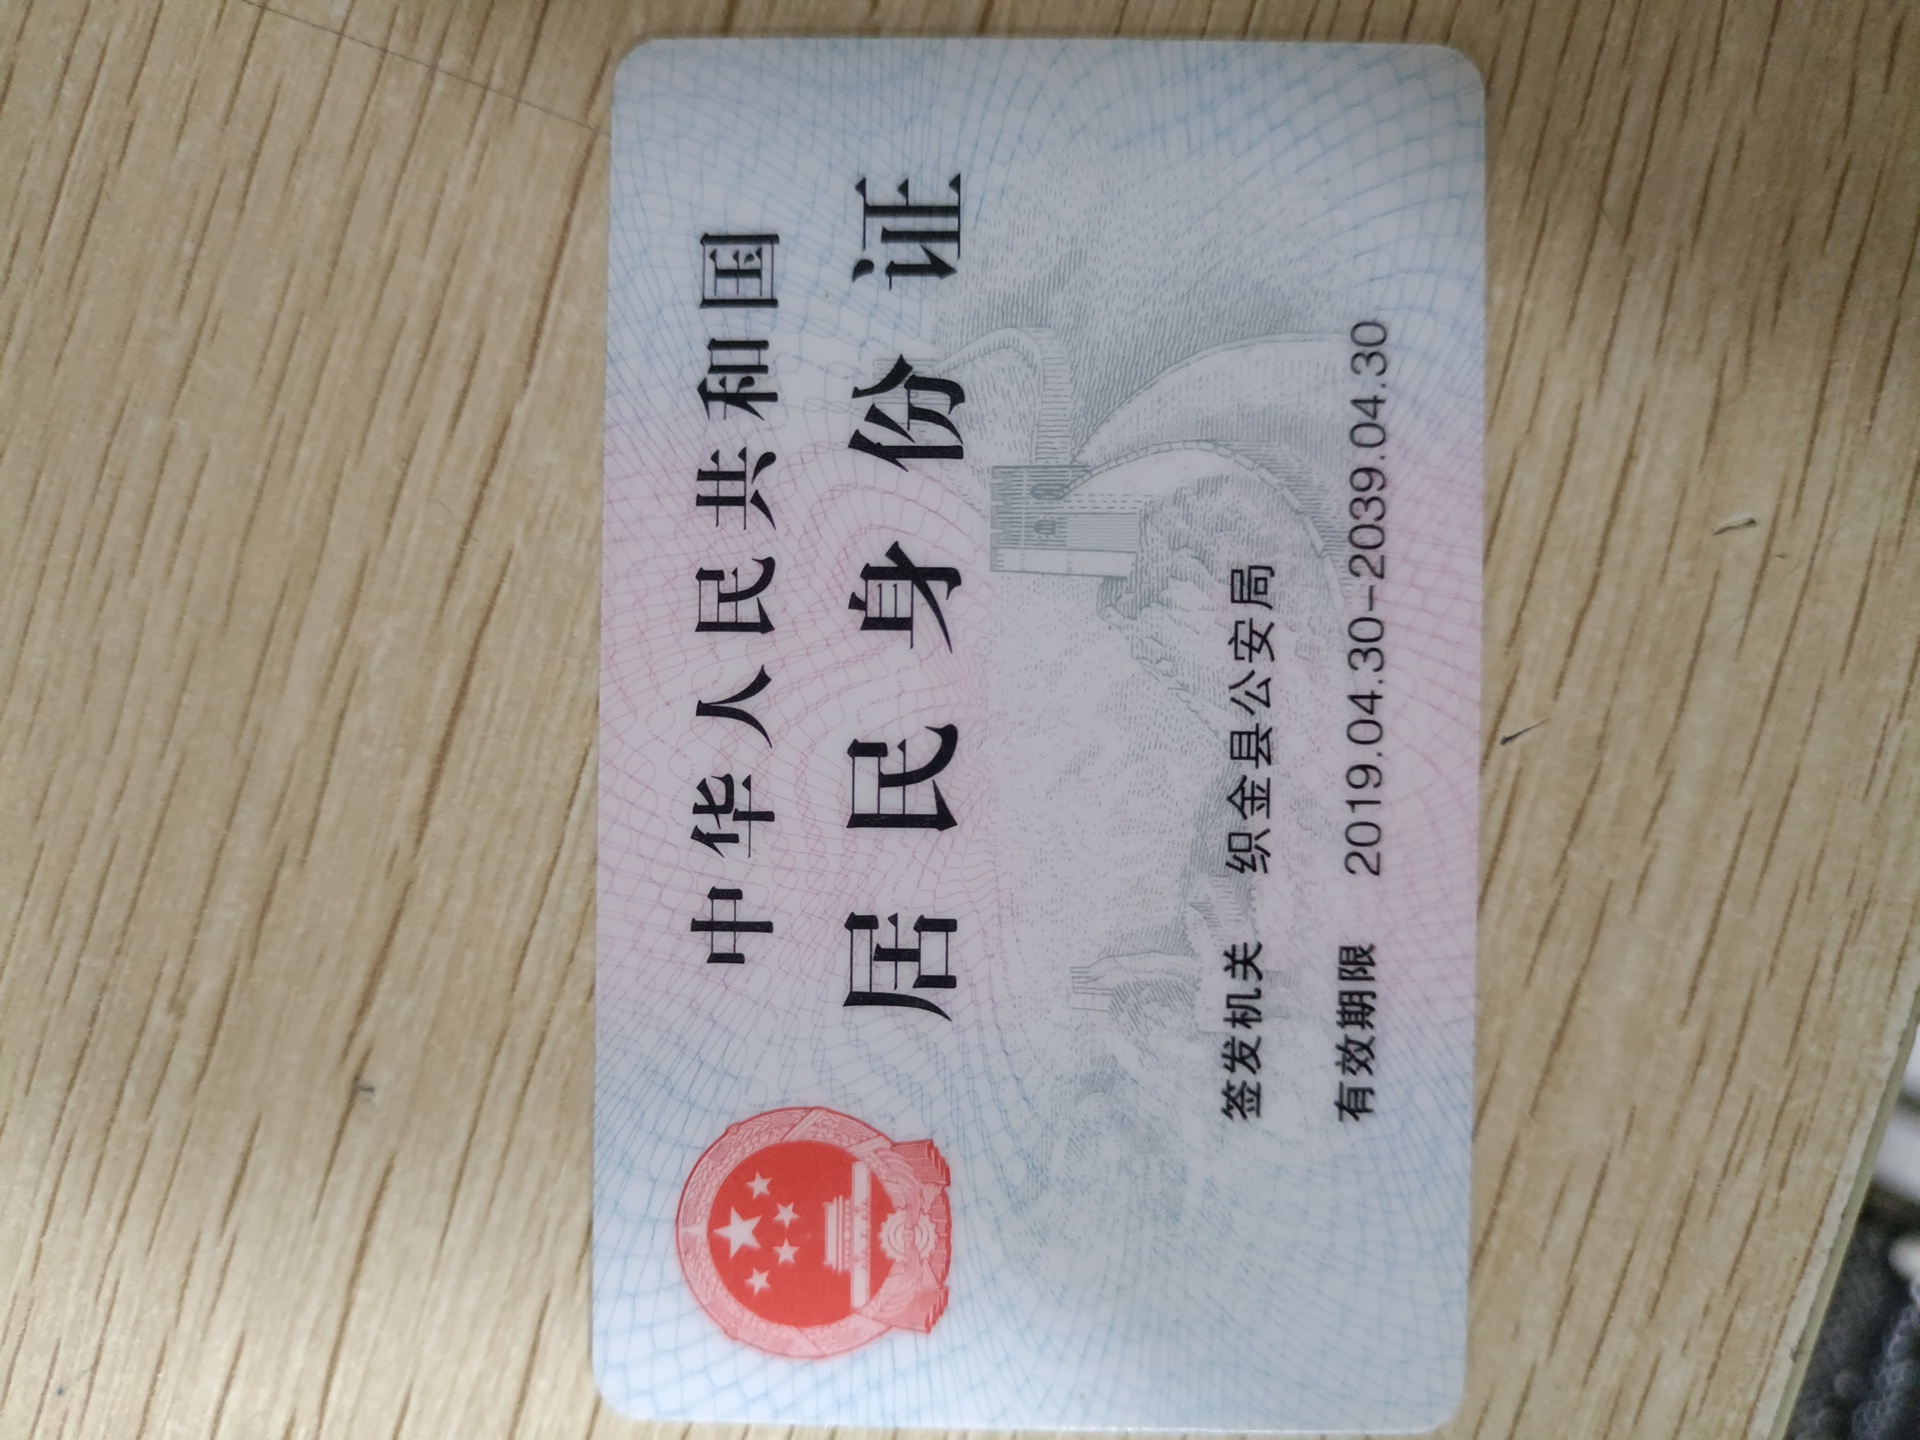 中华人民共和国
居民身份证
签发机关 织金县公安局
有效期限 2019.04.30-2039.04.30